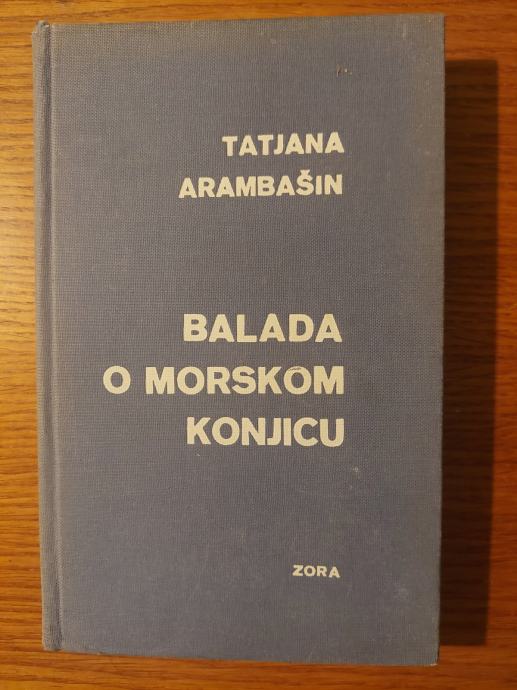 TATJANA
ARAMBAŠIN
BALADA
O MORSKOM
KONJICU
ZORA